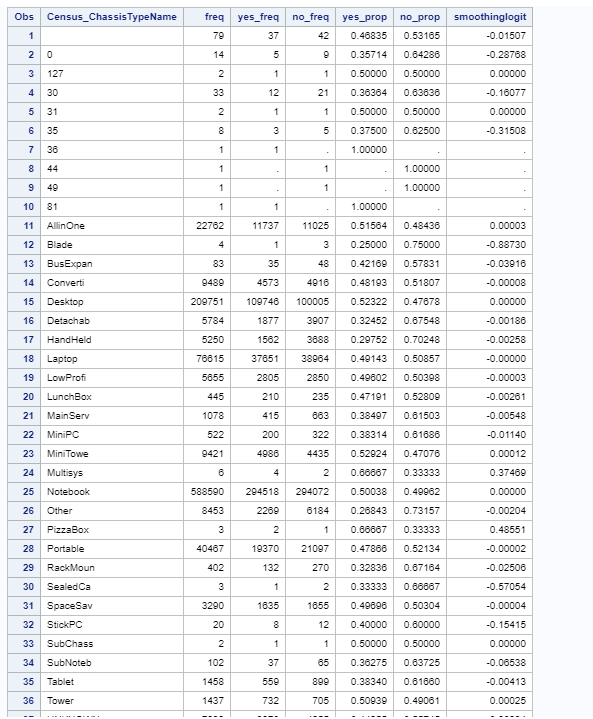 Obs Census_ChassisTypeName freq yes_freq no_freq yes_prop no_prop smoothinglogit
1 79 37 42 0.46835 0.53165 -0.01507
2 0 14 5 9 0.35714 0.64286 -0.28768
3 127 2 1 1 0.50000 0.50000 0.00000
4 30 33 12 21 0.36364 0.63636 -0.16077
5 31 2 1 1 0.50000 0.50000 0.00000
6 35 8 3 5 0.37500 0.62500 -0.31508
7 36 1 1 . 1.00000 . .
8 44 1 . 1 . 1.00000 .
9 49 1 . 1 . 1.00000 .
10 81 1 1 . 1.00000 . .
11 AllinOne 22762 11737 11025 0.51564 0.48436 0.00003
12 Blade 4 1 3 0.25000 0.75000 -0.88730
13 BusExpan 83 35 48 0.42169 0.57831 -0.03916
14 Converti 9489 4573 4916 0.48193 0.51807 -0.00008
15 Desktop 209751 109746 100005 0.52322 0.47678 0.00000
16 Detachab 5784 1877 3907 0.32452 0.67548 -0.00186
17 HandHeld 5250 1562 3688 0.29752 0.70248 -0.00258
18 Laptop 76615 37651 38964 0.49143 0.50857 -0.00000
19 LowProfi 5655 2805 2850 0.49602 0.50398 -0.00003
20 LunchBox 445 210 235 0.47191 0.52809 -0.00261
21 MainServ 1078 415 663 0.38497 0.61503 -0.00548
22 MiniPC 522 200 322 0.38314 0.61686 -0.01140
23 MiniTowe 9421 4986 4435 0.52924 0.47076 0.00012
24 Multisys 6 4 2 0.66667 0.33333 0.37469
25 Notebook 588590 294518 294072 0.50038 0.49962 0.00000
26 Other 8453 2269 6184 0.26843 0.73157 -0.00204
27 PizzaBox 3 2 1 0.66667 0.33333 0.48551
28 Portable 40467 19370 21097 0.47866 0.52134 -0.00002
29 RackMoun 402 132 270 0.32836 0.67164 -0.02506
30 SealedCa 3 1 2 0.33333 0.66667 -0.57054
31 SpaceSav 3290 1635 1655 0.49696 0.50304 -0.00004
32 StickPC 20 8 12 0.40000 0.60000 -0.15415
33 SubChass 2 1 1 0.50000 0.50000 0.00000
34 SubNoteb 102 37 65 0.36275 0.63725 -0.06538
35 Tablet 1458 559 899 0.38340 0.61660 -0.00413
36 Tower 1437 732 705 0.50939 0.49061 0.00025